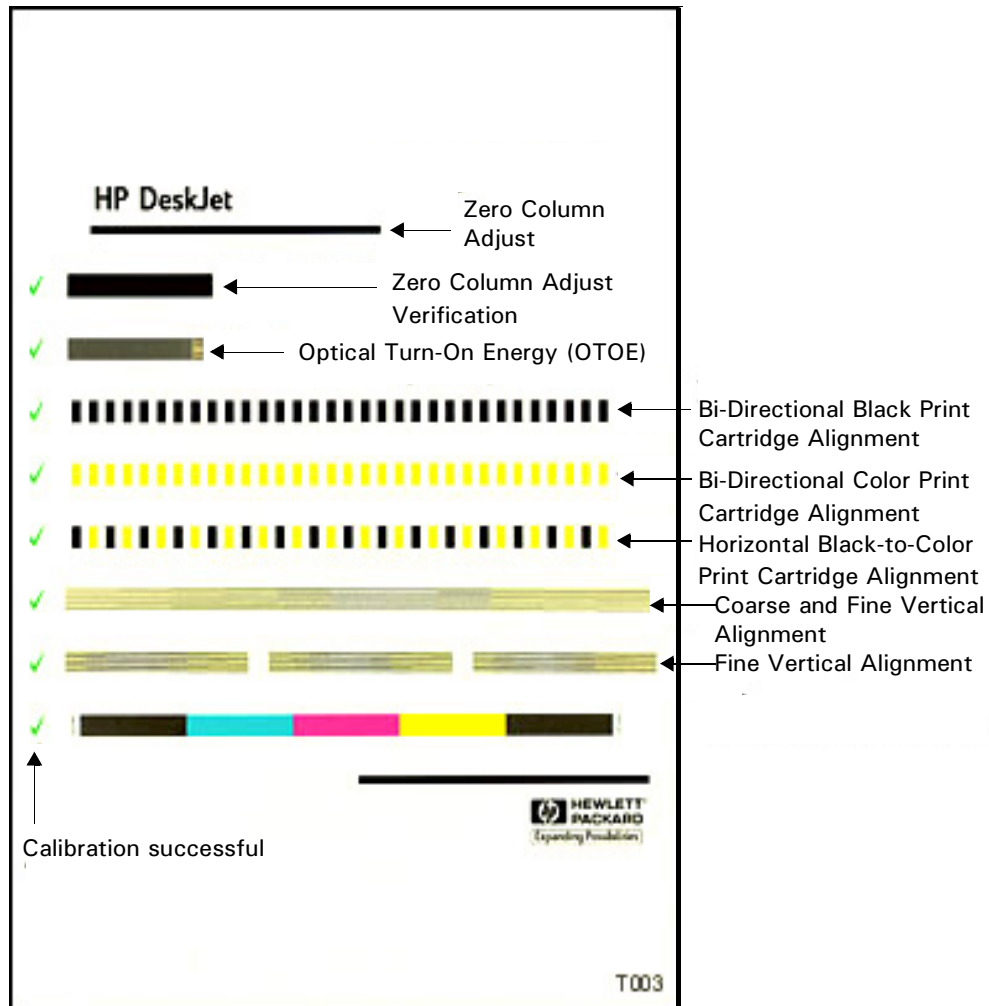 HP DeskJet
Zero Column
Adjust
Zero Column Adjust
Verification
Optical Turn-On Energy (OTOE)
Bi-Directional Black Print
Cartridge Alignment
Bi-Directional Color Print
Cartridge Alignment
Horizontal Black-to-Color
Print Cartridge Alignment
Coarse and Fine Vertical
Alignment
Fine Vertical Alignment
hp HEWLETT
PACKARD
Expanding Possibilities
Calibration successful
T003